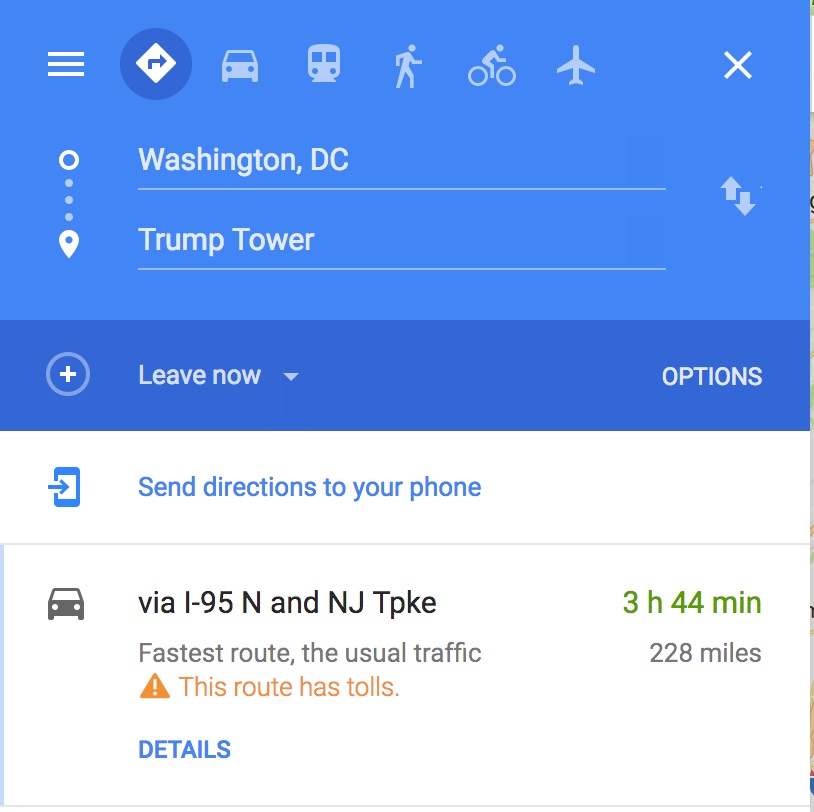 Washington, DC
Trump Tower
Leave now
OPTIONS
Send directions to your phone
via I-95 N and NJ Tpke
3 h 44 min
Fastest route, the usual traffic
228 miles
This route has tolls.
DETAILS